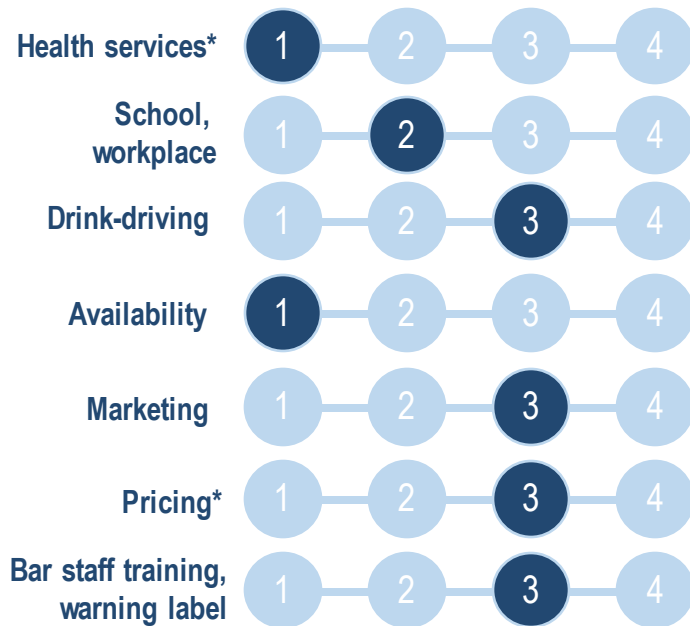 Health services* 1 2 3 4
School,
workplace 1 2 3 4
Drink-driving 1 2 3 4
Availability 1 2 3 4
Marketing 1 2 3 4
Pricing* 1 2 3 4
Bar staff training,
warning label 1 2 3 4